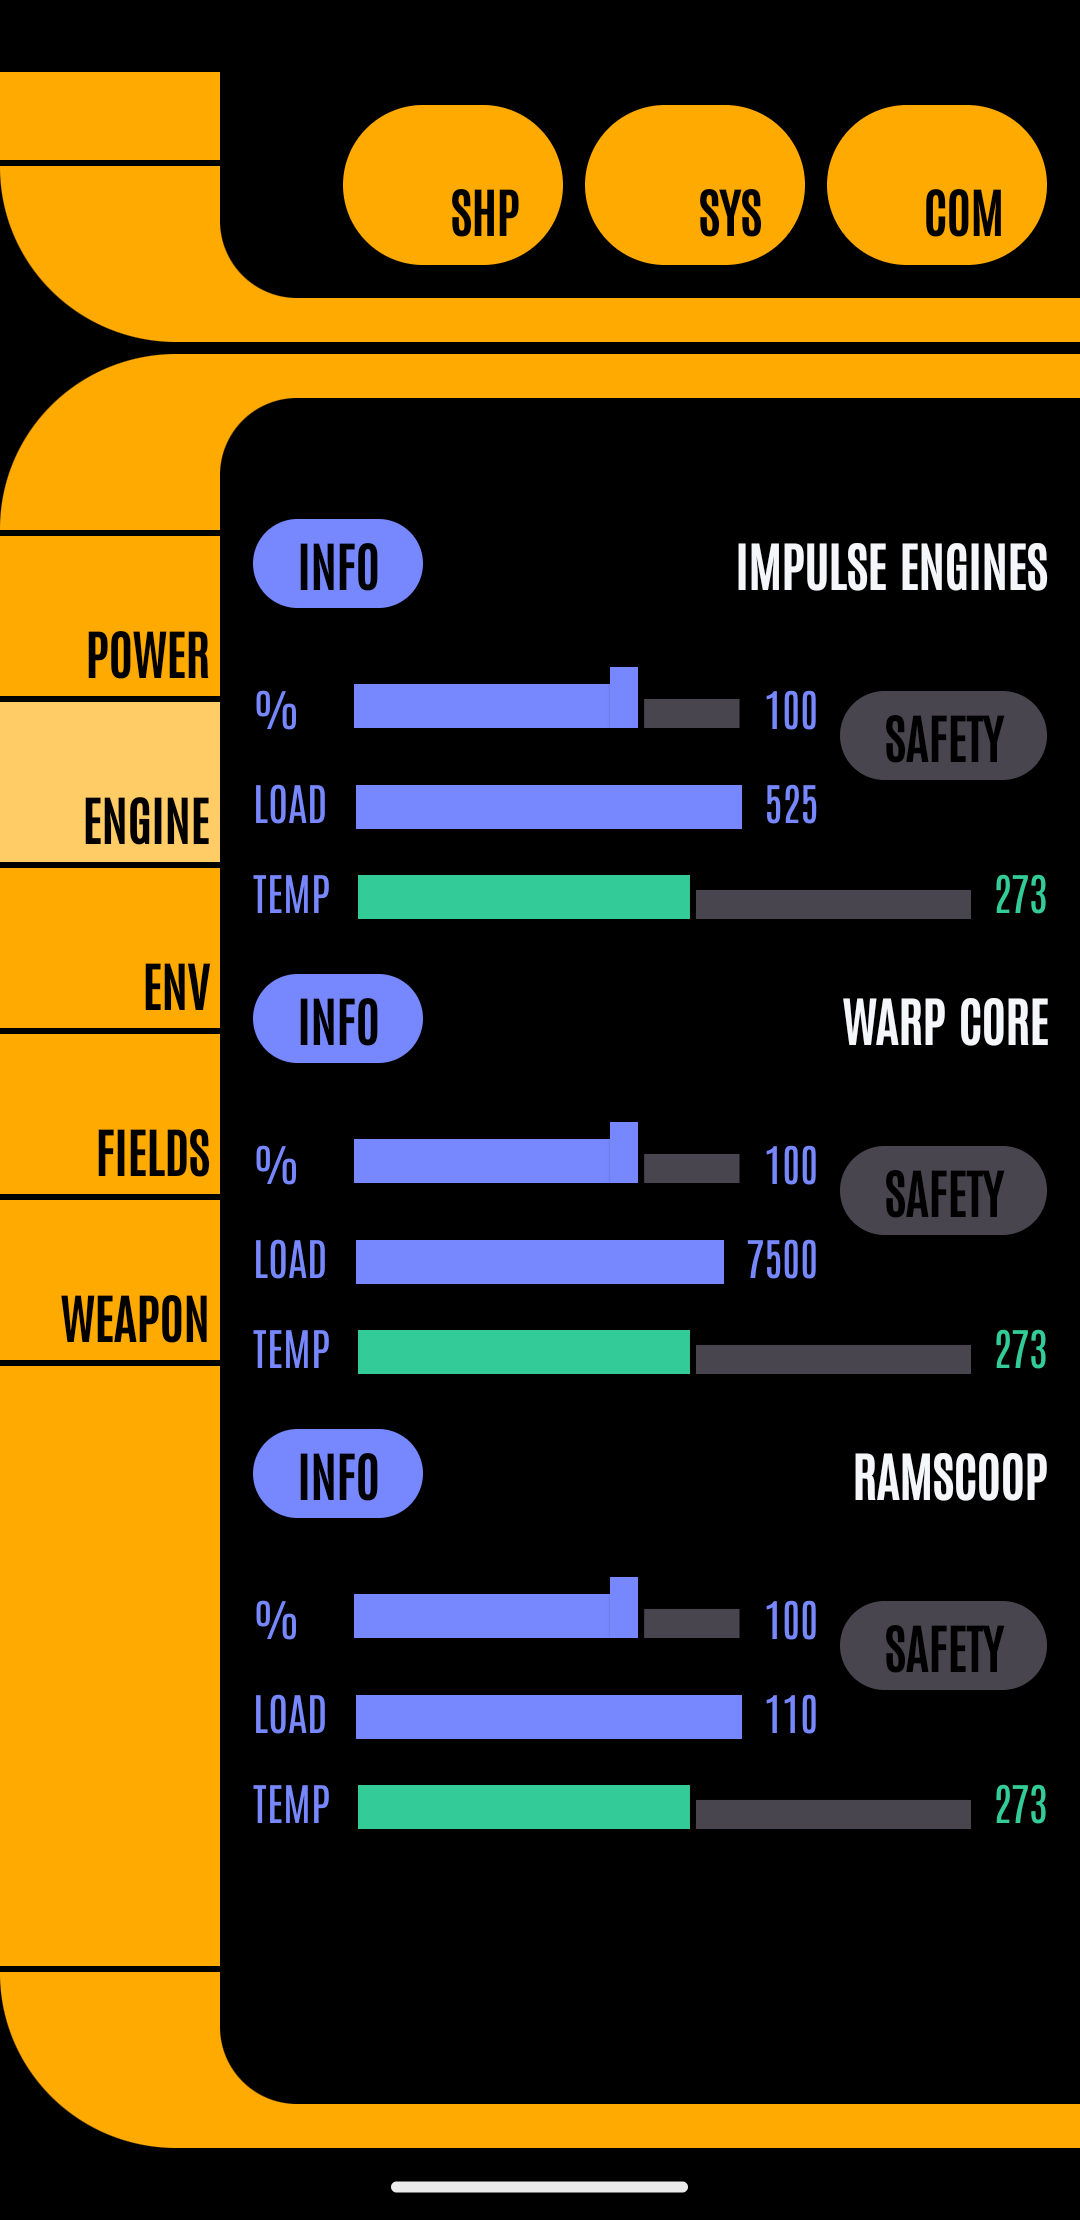 SHP SYS COM
POWER
ENGINE
ENV
FIELDS
WEAPON
INFO IMPULSE ENGINES
% 100 SAFETY
LOAD 525
TEMP 273
INFO WARP CORE
% 100 SAFETY
LOAD 7500
TEMP 273
INFO RAMSCOOP
% 100 SAFETY
LOAD 110
TEMP 273